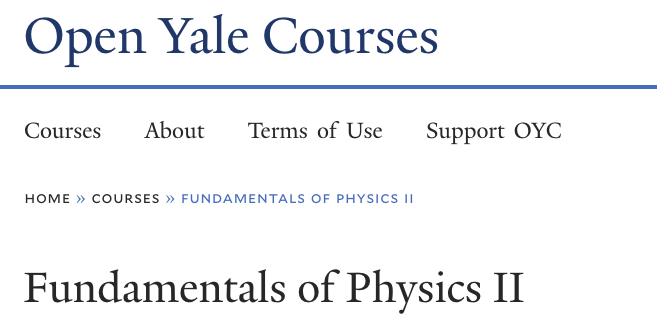 Open Yale Courses
Courses About Terms of Use Support OYC
HOME » COURSES » FUNDAMENTALS OF PHYSICS II
Fundamentals of Physics II